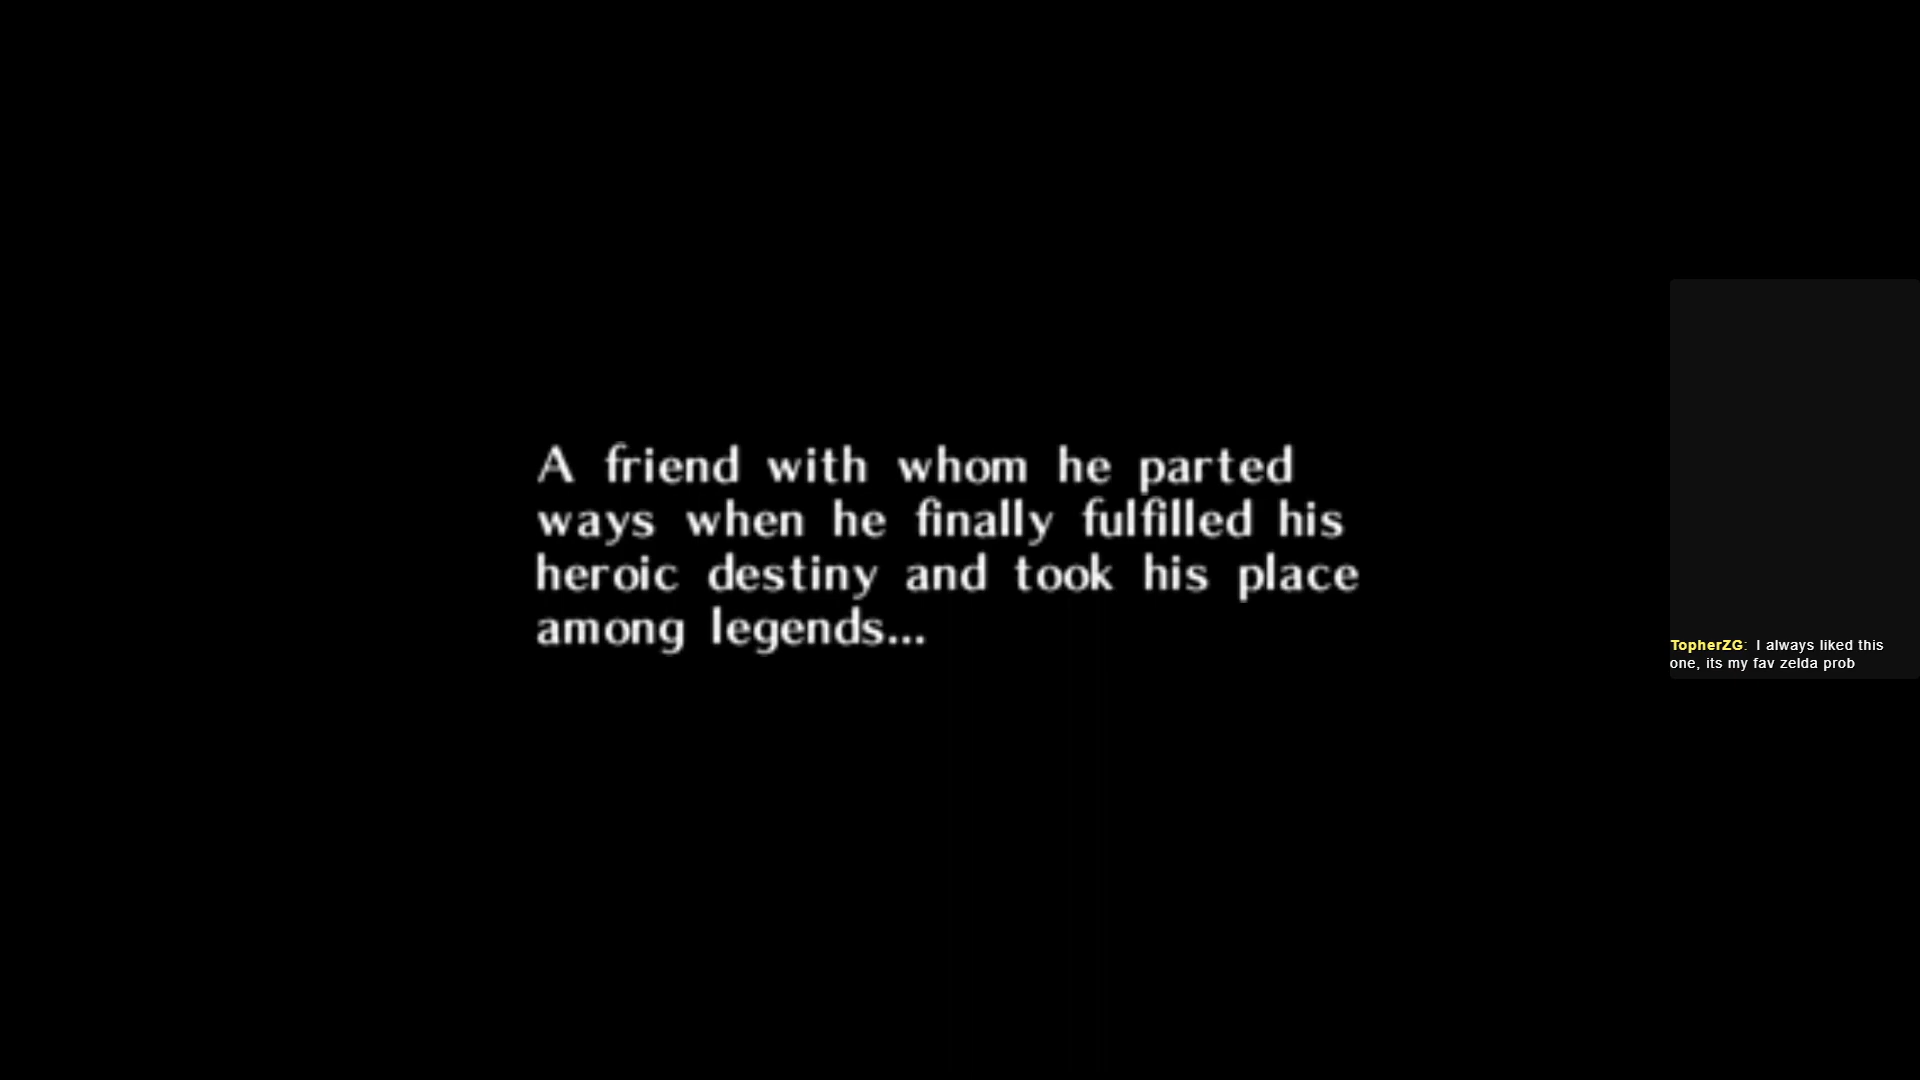 A friend with whom he parted
ways when he finally fulfilled his
heroic destiny and took his place
among legends...
TopherZG: I always liked this
one, its my fav zelda prob